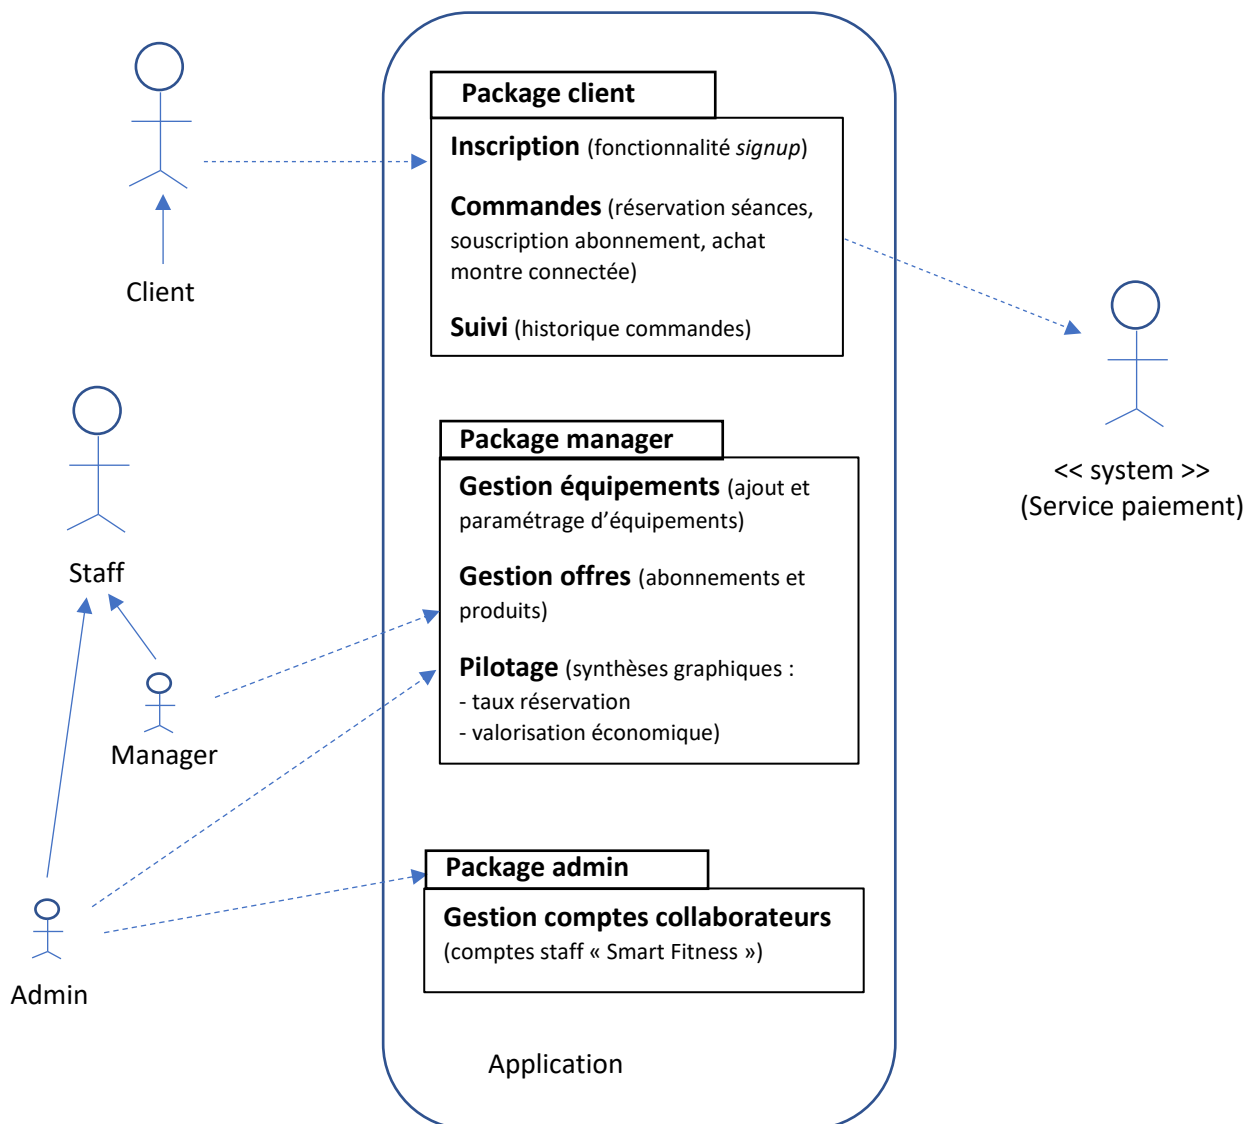 Package client
Inscription (fonctionnalité signup)
Commandes (réservation séances,
souscription abonnement, achat
montre connectée)
Suivi (historique commandes)
Client
<< system >>
(Service paiement)
Staff
Package manager
Gestion équipements (ajout et
paramétrage d’équipements)
Gestion offres (abonnements et
produits)
Pilotage (synthèses graphiques :
- taux réservation
- valorisation économique)
Manager
Package admin
Gestion comptes collaborateurs
(comptes staff « Smart Fitness »)
Admin
Application